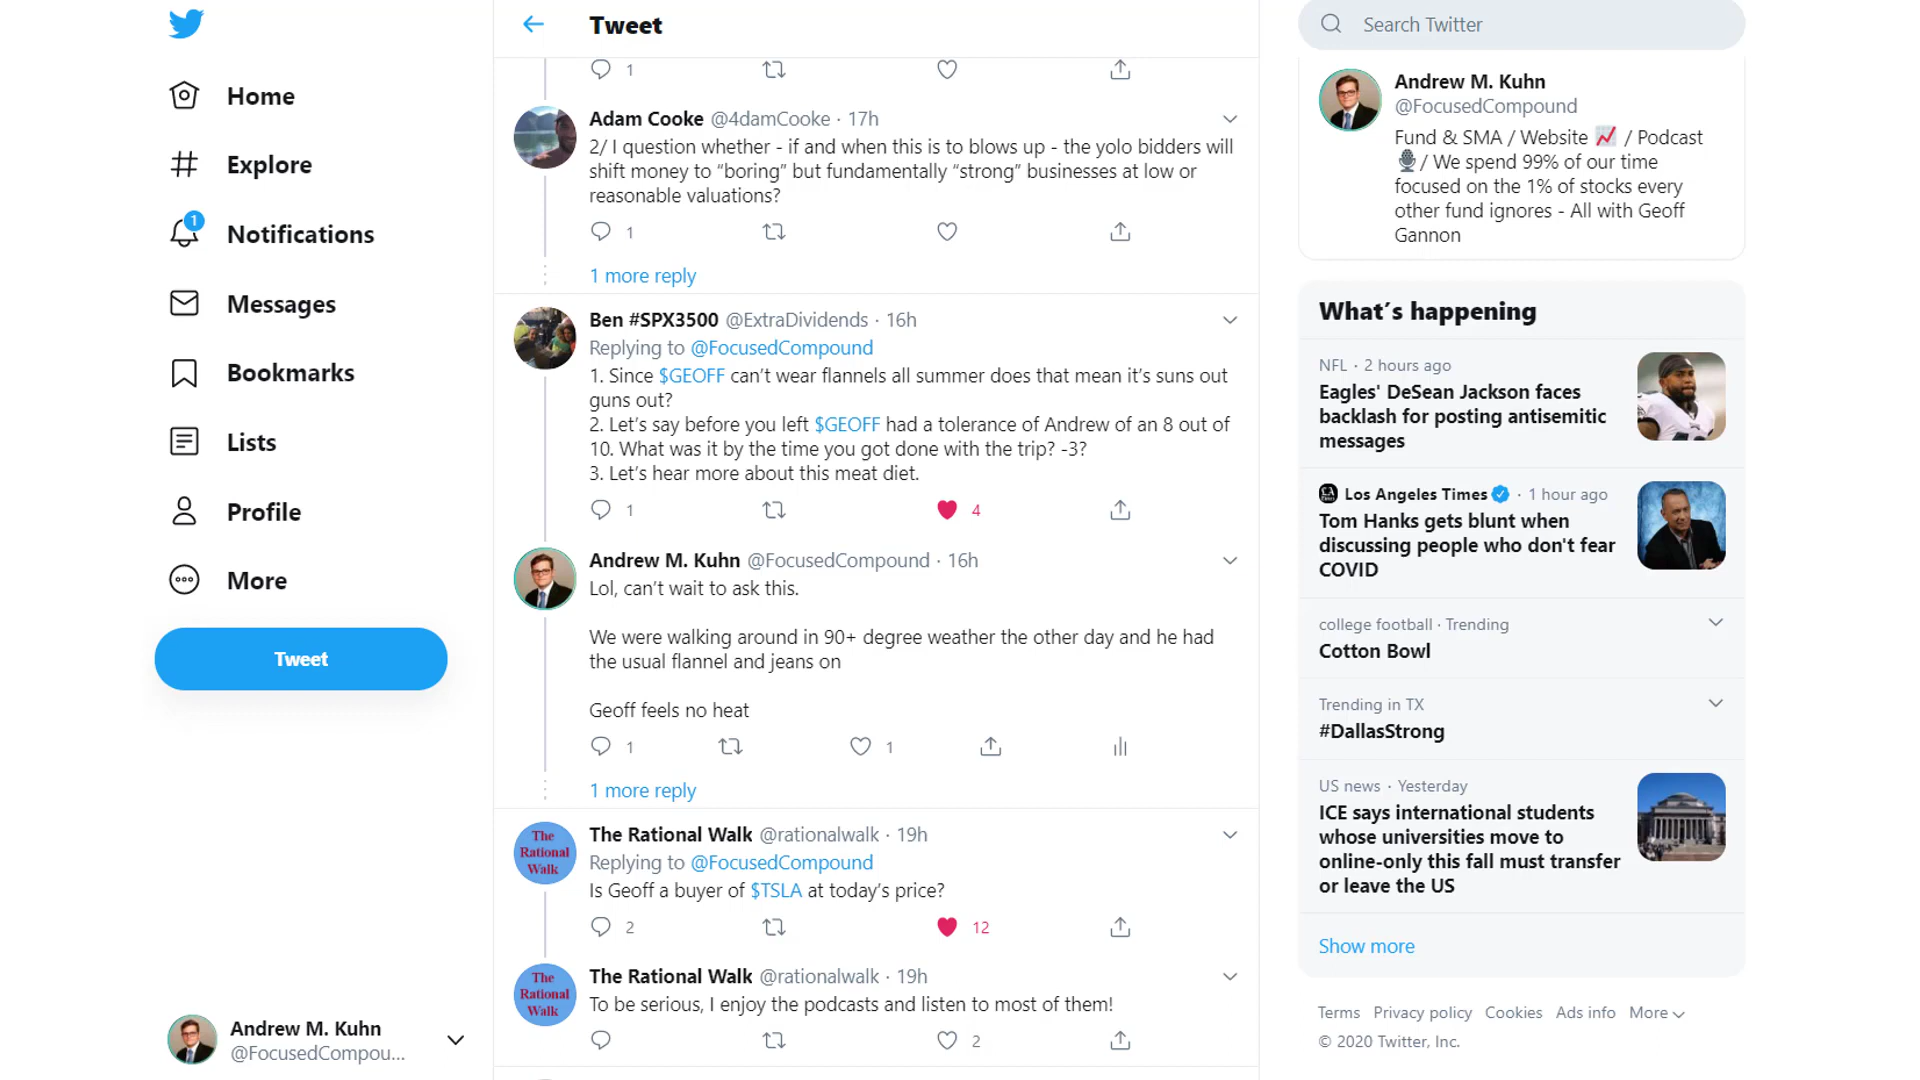 Home
Explore
1
Notifications
Messages
Bookmarks
Lists
Profile
More
Tweet
Andrew M. Kuhn
@FocusedCompou...
Tweet
1
Adam Cooke @4damCooke · 17h
2/ I question whether - if and when this is to blows up - the yolo bidders will
shift money to “boring” but fundamentally “strong” businesses at low or
reasonable valuations?
1
1 more reply
Ben #SPX3500 @ExtraDividends · 16h
Replying to @FocusedCompound
1. Since $GEOFF can’t wear flannels all summer does that mean it’s suns out
guns out?
2. Let’s say before you left $GEOFF had a tolerance of Andrew of an 8 out of
10. What was it by the time you got done with the trip? -3?
3. Let’s hear more about this meat diet.
1 4
Andrew M. Kuhn @FocusedCompound · 16h
Lol, can’t wait to ask this.
We were walking around in 90+ degree weather the other day and he had
the usual flannel and jeans on
Geoff feels no heat
1 1
1 more reply
The Rational Walk @rationalwalk · 19h
The
Rational
Walk
Replying to @FocusedCompound
Is Geoff a buyer of $TSLA at today’s price?
2 12
The Rational Walk @rationalwalk · 19h
The
Rational
Walk
To be serious, I enjoy the podcasts and listen to most of them!
2
Search Twitter
Andrew M. Kuhn
@FocusedCompound
Fund & SMA / Website 📈 / Podcast
🎙️/ We spend 99% of our time
focused on the 1% of stocks every
other fund ignores - All with Geoff
Gannon
What’s happening
NFL · 2 hours ago
Eagles' DeSean Jackson faces
backlash for posting antisemitic
messages
Los Angeles Times · 1 hour ago
Tom Hanks gets blunt when
discussing people who don't fear
COVID
college football · Trending
Cotton Bowl
Trending in TX
#DallasStrong
US news · Yesterday
ICE says international students
whose universities move to
online-only this fall must transfer
or leave the US
Show more
Terms Privacy policy Cookies Ads info More
© 2020 Twitter, Inc.